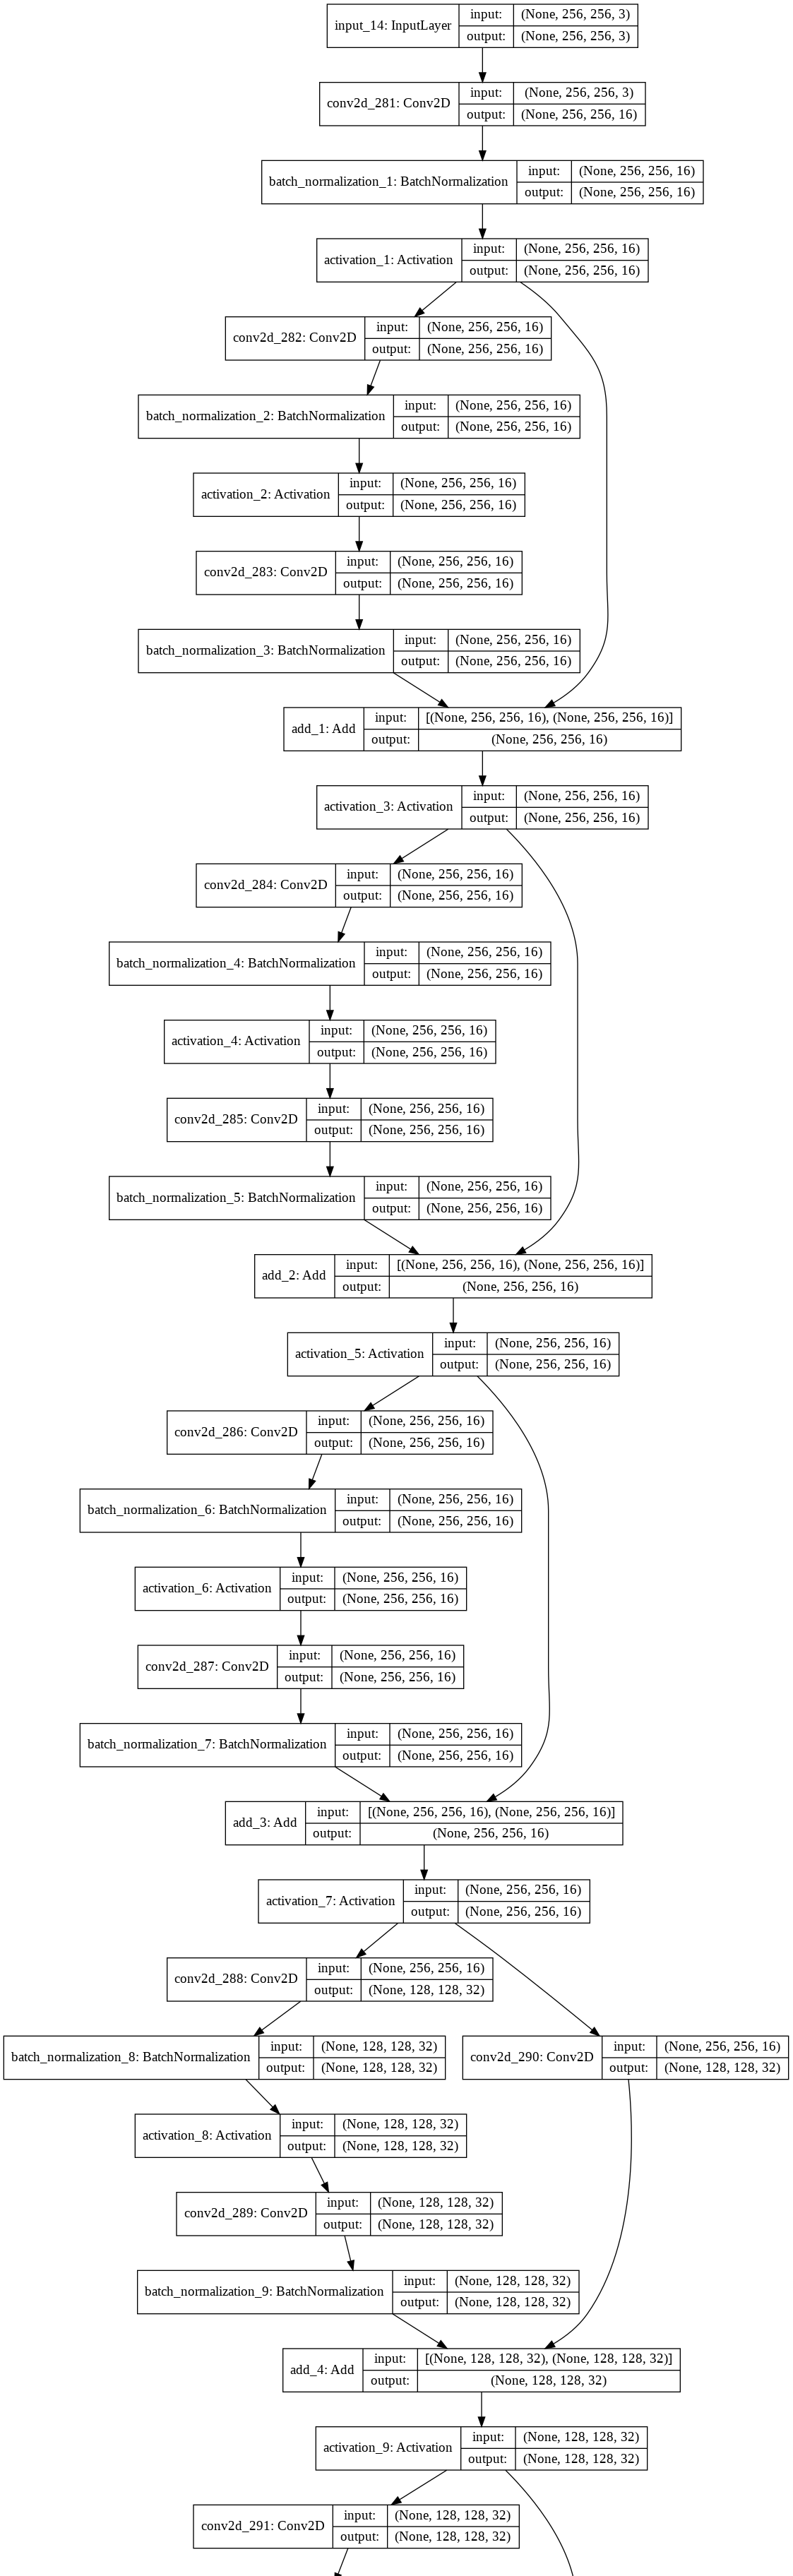 input_14: InputLayer input: (None, 256, 256, 3)
output: (None, 256, 256, 3)
conv2d_281: Conv2D input: (None, 256, 256, 3)
output: (None, 256, 256, 16)
batch_normalization_1: BatchNormalization input: (None, 256, 256, 16)
output: (None, 256, 256, 16)
activation_1: Activation input: (None, 256, 256, 16)
output: (None, 256, 256, 16)
conv2d_282: Conv2D input: (None, 256, 256, 16)
output: (None, 256, 256, 16)
batch_normalization_2: BatchNormalization input: (None, 256, 256, 16)
output: (None, 256, 256, 16)
activation_2: Activation input: (None, 256, 256, 16)
output: (None, 256, 256, 16)
conv2d_283: Conv2D input: (None, 256, 256, 16)
output: (None, 256, 256, 16)
batch_normalization_3: BatchNormalization input: (None, 256, 256, 16)
output: (None, 256, 256, 16)
add_1: Add input: [(None, 256, 256, 16), (None, 256, 256, 16)]
output: (None, 256, 256, 16)
activation_3: Activation input: (None, 256, 256, 16)
output: (None, 256, 256, 16)
conv2d_284: Conv2D input: (None, 256, 256, 16)
output: (None, 256, 256, 16)
batch_normalization_4: BatchNormalization input: (None, 256, 256, 16)
output: (None, 256, 256, 16)
activation_4: Activation input: (None, 256, 256, 16)
output: (None, 256, 256, 16)
conv2d_285: Conv2D input: (None, 256, 256, 16)
output: (None, 256, 256, 16)
batch_normalization_5: BatchNormalization input: (None, 256, 256, 16)
output: (None, 256, 256, 16)
add_2: Add input: [(None, 256, 256, 16), (None, 256, 256, 16)]
output: (None, 256, 256, 16)
activation_5: Activation input: (None, 256, 256, 16)
output: (None, 256, 256, 16)
conv2d_286: Conv2D input: (None, 256, 256, 16)
output: (None, 256, 256, 16)
batch_normalization_6: BatchNormalization input: (None, 256, 256, 16)
output: (None, 256, 256, 16)
activation_6: Activation input: (None, 256, 256, 16)
output: (None, 256, 256, 16)
conv2d_287: Conv2D input: (None, 256, 256, 16)
output: (None, 256, 256, 16)
batch_normalization_7: BatchNormalization input: (None, 256, 256, 16)
output: (None, 256, 256, 16)
add_3: Add input: [(None, 256, 256, 16), (None, 256, 256, 16)]
output: (None, 256, 256, 16)
activation_7: Activation input: (None, 256, 256, 16)
output: (None, 256, 256, 16)
conv2d_288: Conv2D input: (None, 256, 256, 16)
output: (None, 128, 128, 32)
batch_normalization_8: BatchNormalization input: (None, 128, 128, 32)
output: (None, 128, 128, 32)
conv2d_290: Conv2D input: (None, 256, 256, 16)
output: (None, 128, 128, 32)
activation_8: Activation input: (None, 128, 128, 32)
output: (None, 128, 128, 32)
conv2d_289: Conv2D input: (None, 128, 128, 32)
output: (None, 128, 128, 32)
batch_normalization_9: BatchNormalization input: (None, 128, 128, 32)
output: (None, 128, 128, 32)
add_4: Add input: [(None, 128, 128, 32), (None, 128, 128, 32)]
output: (None, 128, 128, 32)
activation_9: Activation input: (None, 128, 128, 32)
output: (None, 128, 128, 32)
conv2d_291: Conv2D input: (None, 128, 128, 32)
output: (None, 128, 128, 32)